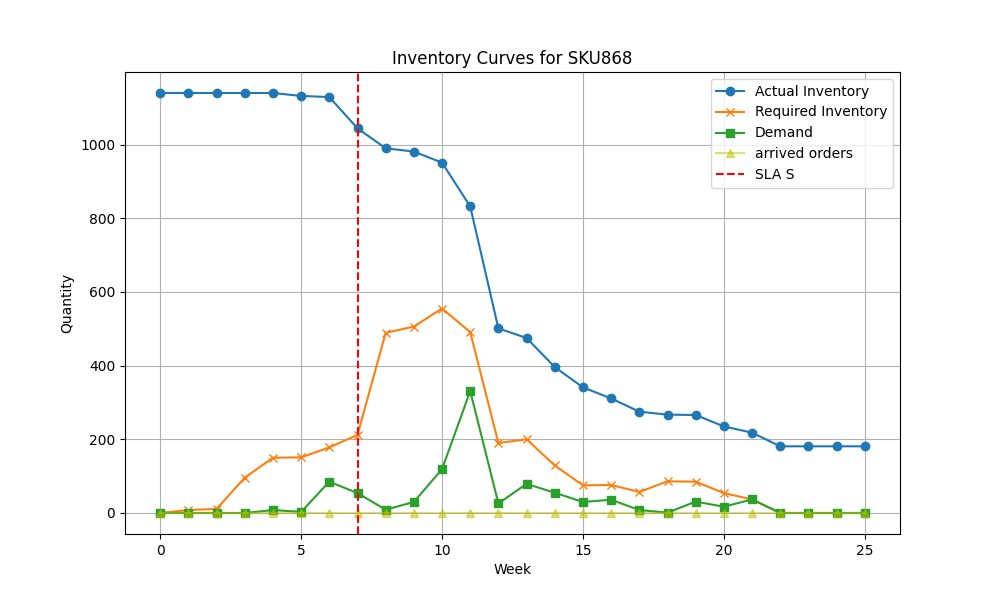 Inventory Curves for SKU868
Actual Inventory
Required Inventory
Demand
arrived orders
SLA S
Quantity
1000
800
600
400
200
0
0 5 10 15 20 25
Week